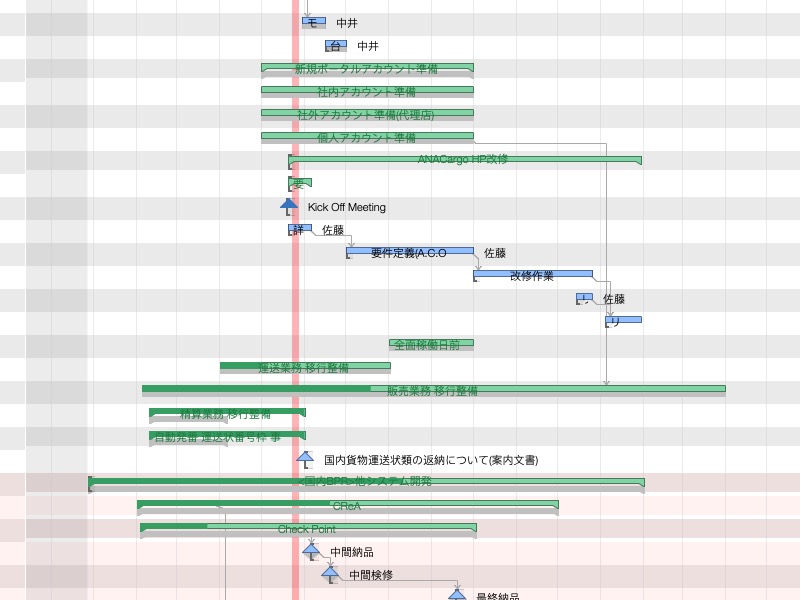 モ 中井
台 中井
新規ポータルアカウント準備
社内アカウント準備
社外アカウント準備(代理店)
個人アカウント準備
ANACargo HP改修
要
Kick Off Meeting
詳 佐藤
要件定義(A.C.O 佐藤
改修作業
佐藤
リ
全面稼働日前
運送業務 移行整備
販売業務 移行整備
精算業務 移行整備
自動発番 運送状番号枠 事
国内貨物運送状類の返納について(案内文書)
国内BPR>他システム開発
CReA
Check Point
中間納品
中間検修
最終納品